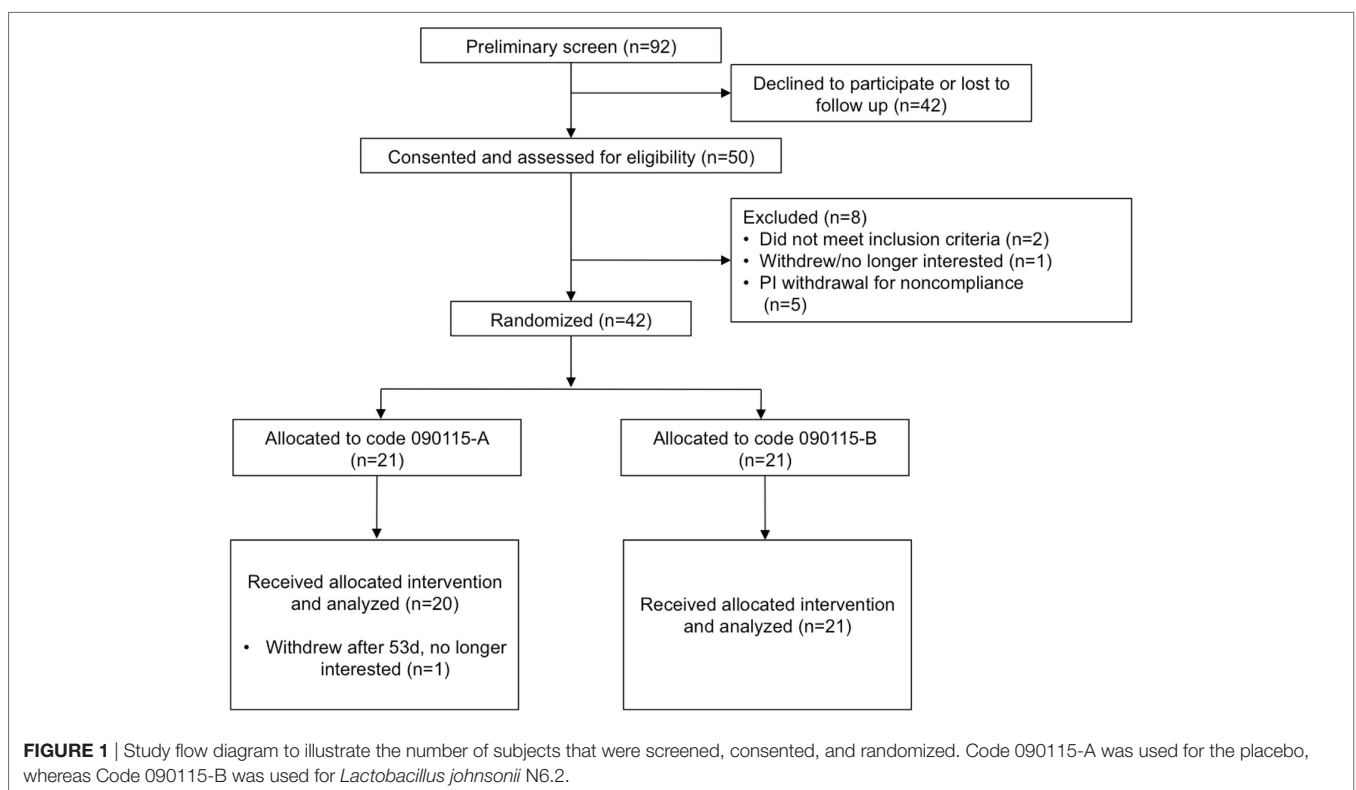 Preliminary screen (n=92)
Declined to participate or lost to
follow up (n=42)
Consented and assessed for eligibility (n=50)
Excluded (n=8)
• Did not meet inclusion criteria (n=2)
• Withdrew/no longer interested (n=1)
• PI withdrawal for noncompliance
(n=5)
Randomized (n=42)
Allocated to code 090115-A
(n=21)
Allocated to code 090115-B
(n=21)
Received allocated intervention
and analyzed (n=20)
• Withdrew after 53d, no longer
interested (n=1)
Received allocated intervention
and analyzed (n=21)
FIGURE 1 | Study flow diagram to illustrate the number of subjects that were screened, consented, and randomized. Code 090115-A was used for the placebo,
whereas Code 090115-B was used for Lactobacillus johnsonii N6.2.